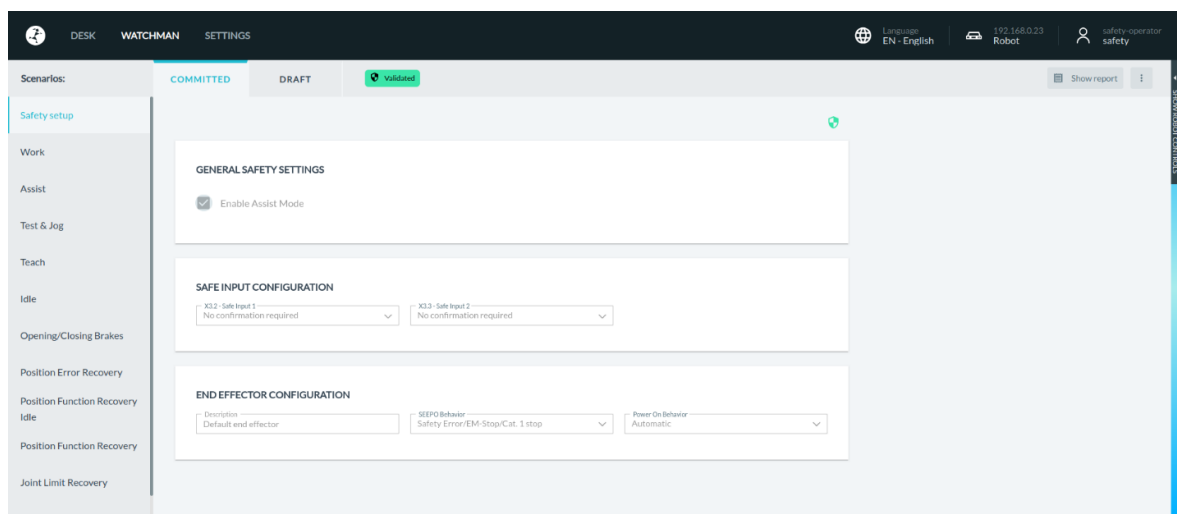 DESK WATCHMAN SETTINGS
Language
EN - English
192.168.0.23
Robot
safety-operator
safety
Scenarios:
COMMITTED DRAFT Validated Show report
SHOW ROBOT CONTROLS
Safety setup
Work
Assist
Test & Jog
Teach
Idle
Opening/Closing Brakes
Position Error Recovery
Position Function Recovery
Idle
Position Function Recovery
Joint Limit Recovery
GENERAL SAFETY SETTINGS
Enable Assist Mode
SAFE INPUT CONFIGURATION
X3.2 - Safe Input 1
No confirmation required
X3.3 - Safe Input 2
No confirmation required
END EFFECTOR CONFIGURATION
Description
Default end effector
SEEPO Behavior
Safety Error/EM-Stop/Cat. 1 stop
Power On Behavior
Automatic